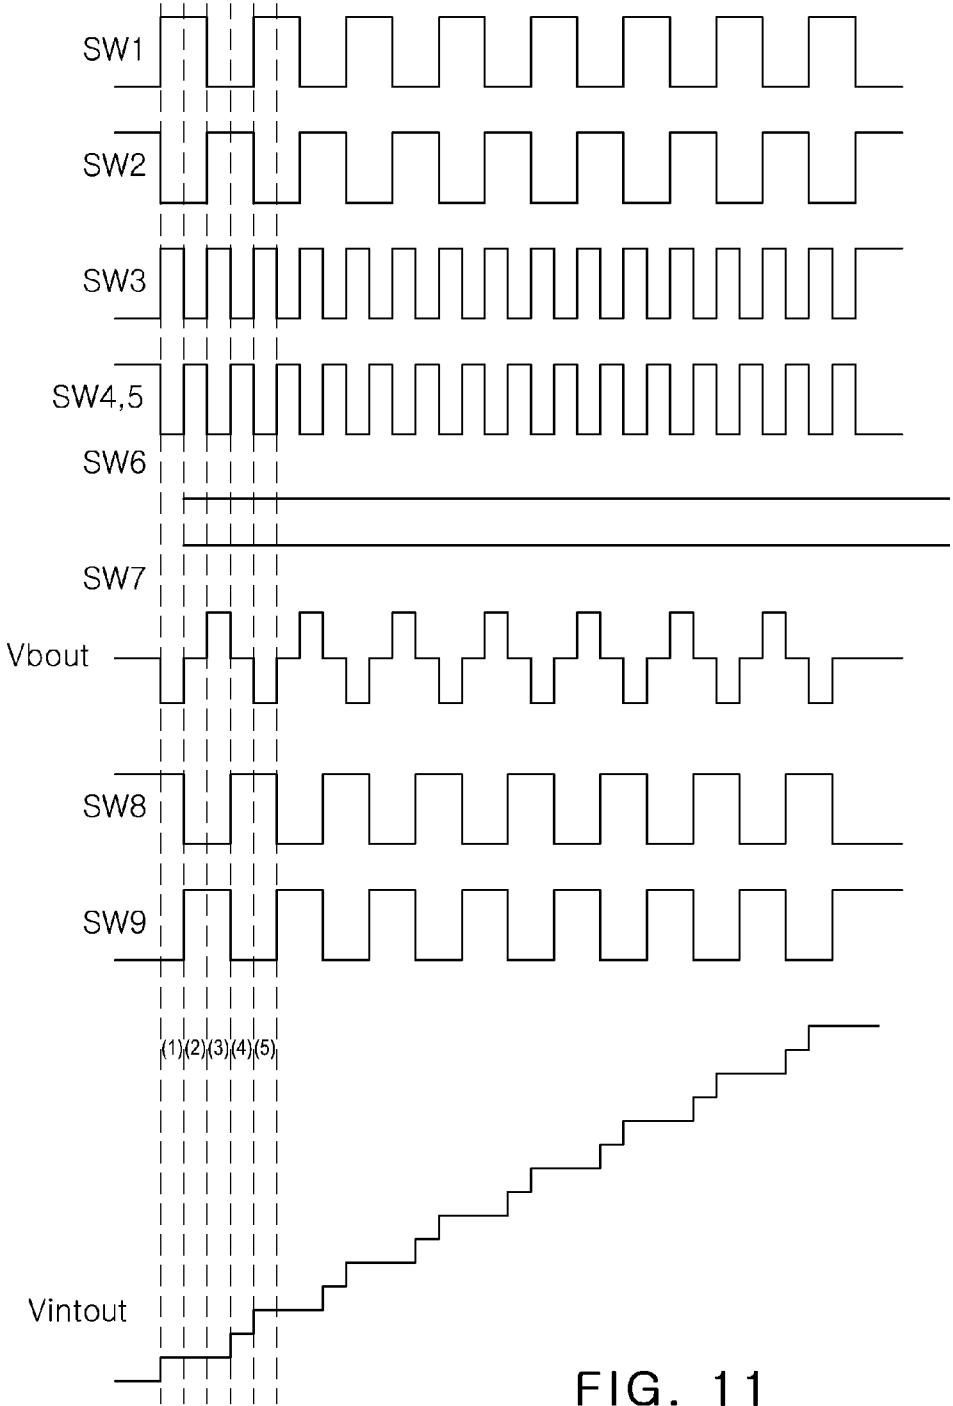 SW1
SW2
SW3
SW4,5
SW6
SW7
Vbout
SW8
SW9
(1) (2) (3) (4) (5)
Vintout
FIG. 11